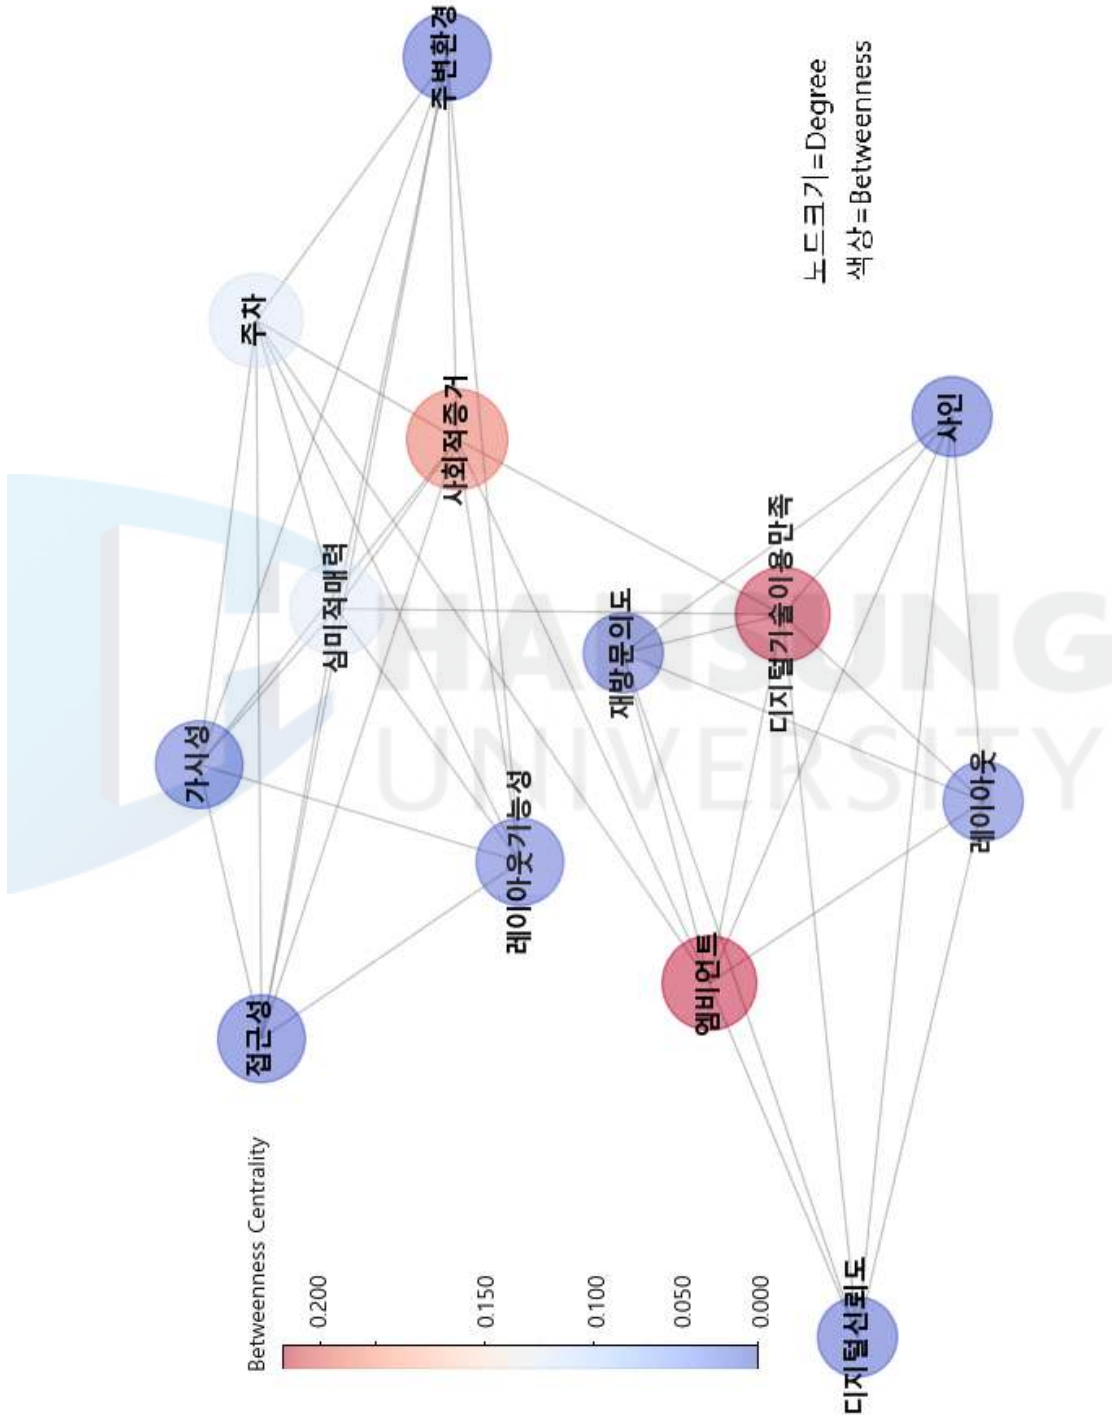 Betweenness Centrality
0.200
0.150
0.100
0.050
0.000
접근성
가시성
주차
심미적매력
주변환경
사회적증거
레이아웃기능성
재방문의도
엠비언트
디지털기술이용만족
디지털신뢰도
사인
레이아웃
노드크기=Degree
색상=Betweenness
HANSUNG
UNIVERSITY